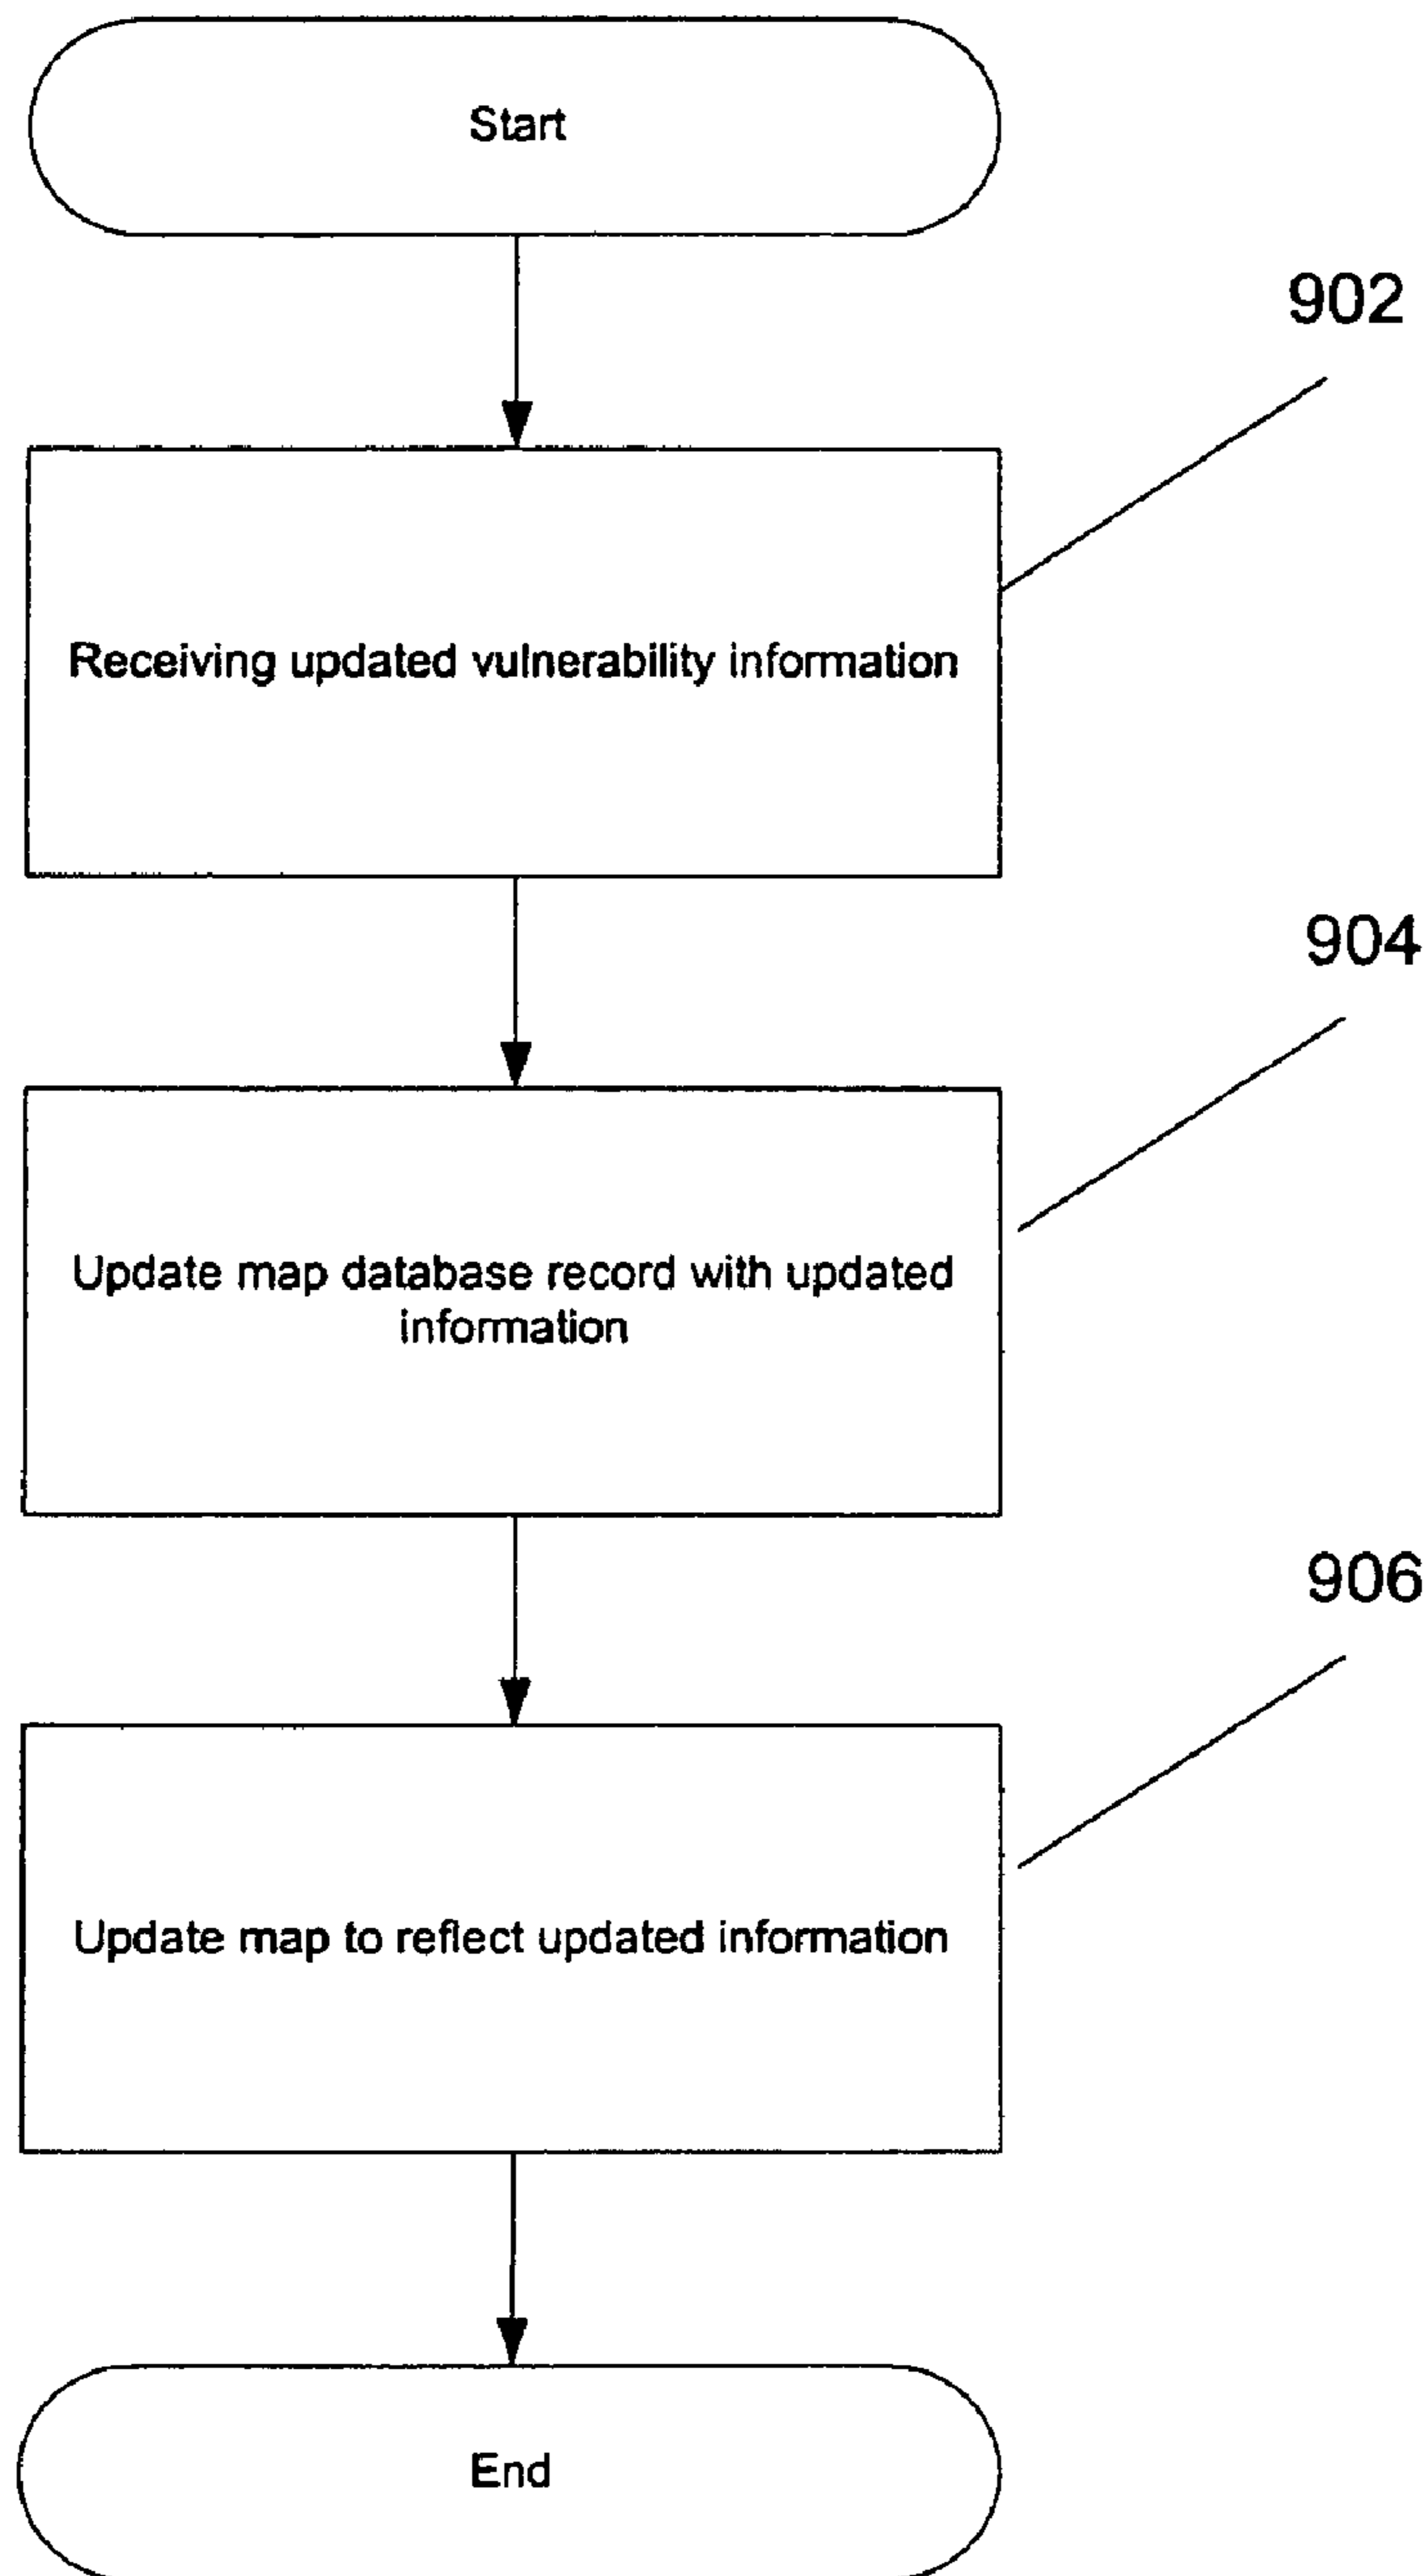 Start
902
Receiving updated vulnerability information
904
Update map database record with updated
information
906
Update map to reflect updated information
End